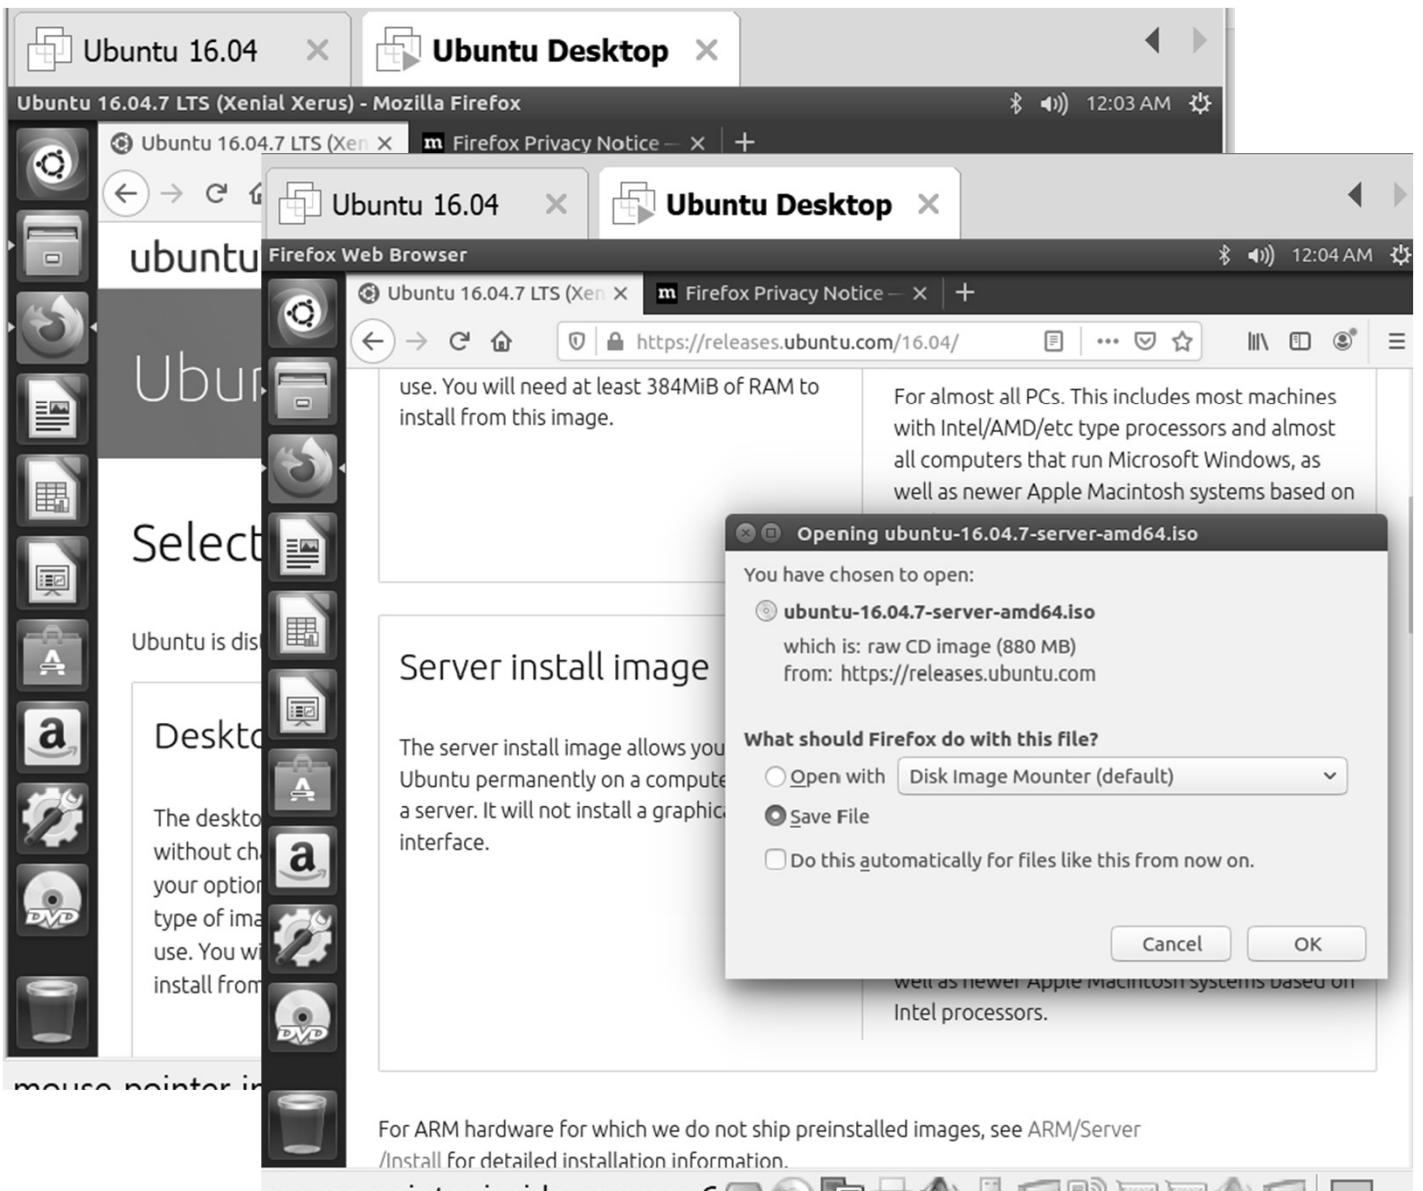 Ubuntu 16.04
Ubuntu Desktop
Ubuntu 16.04.7 LTS (Xenial Xerus) - Mozilla Firefox
12:03 AM
Ubuntu 16.04.7 LTS (Xen
m Firefox Privacy Notice —
ubuntu
Select
Ubuntu is
The
without
your
type of
use. You
install from
a
DVD
Ubuntu 16.04
Ubuntu Desktop
Firefox Web Browser
12:04 AM
Ubuntu 16.04.7 LTS (Xen
m Firefox Privacy Notice —
https://releases.ubuntu.com/16.04/
use. You will need at least 384MiB of RAM to
install from this image.
For almost all PCs. This includes most machines
with Intel/AMD/etc type processors and almost
all computers that run Microsoft Windows, as
well as newer Apple Macintosh systems based on
Server install image
The server install image allows you
Ubuntu permanently on a
a server. It will not install a
interface.
Opening ubuntu-16.04.7-server-amd64.iso
You have chosen to open:
ubuntu-16.04.7-server-amd64.iso
which is: raw CD image (880 MB)
from: https://releases.ubuntu.com
What should Firefox do with this file?
Open with Disk Image Mounter (default)
Save File
Do this automatically for files like this from now on.
Cancel OK
well as newer Apple Macintosh systems based on
Intel processors.
a
DVD
For ARM hardware for which we do not ship preinstalled images, see ARM/Server
/Install for detailed installation information.